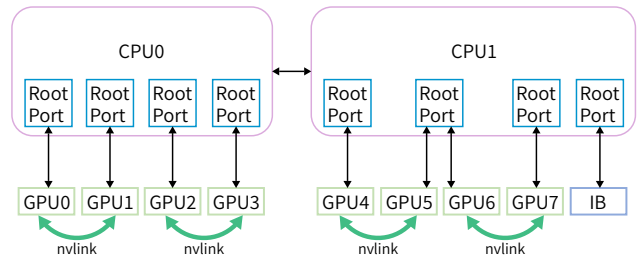 CPU0
CPU1
Root Port
Root Port
Root Port
Root Port
Root Port
Root Port
Root Port
Root Port
GPU0
GPU1
GPU2
GPU3
GPU4
GPU5
GPU6
GPU7
IB
nvlink
nvlink
nvlink
nvlink